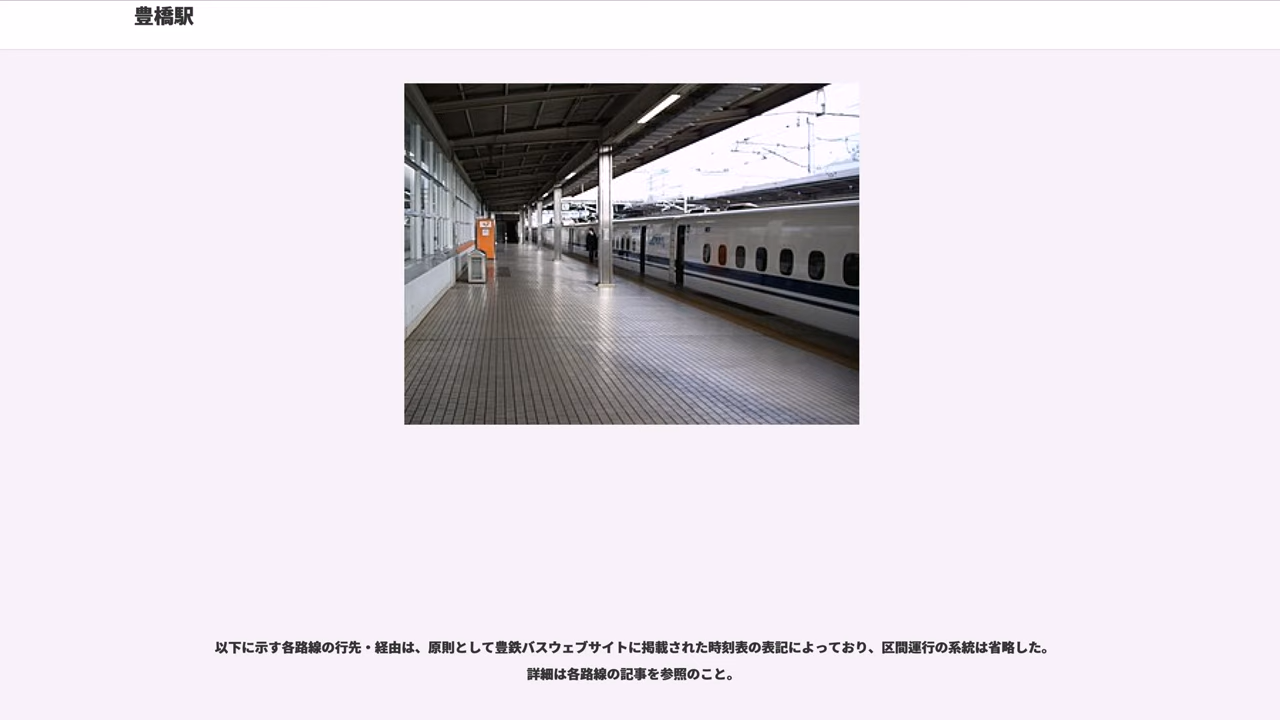 豊橋駅
以下に示す各路線の行先・経由は、原則として豊鉄バスウェブサイトに掲載された時刻表の表記によっており、区間運行の系統は省略した。
詳細は各路線の記事を参照のこと。